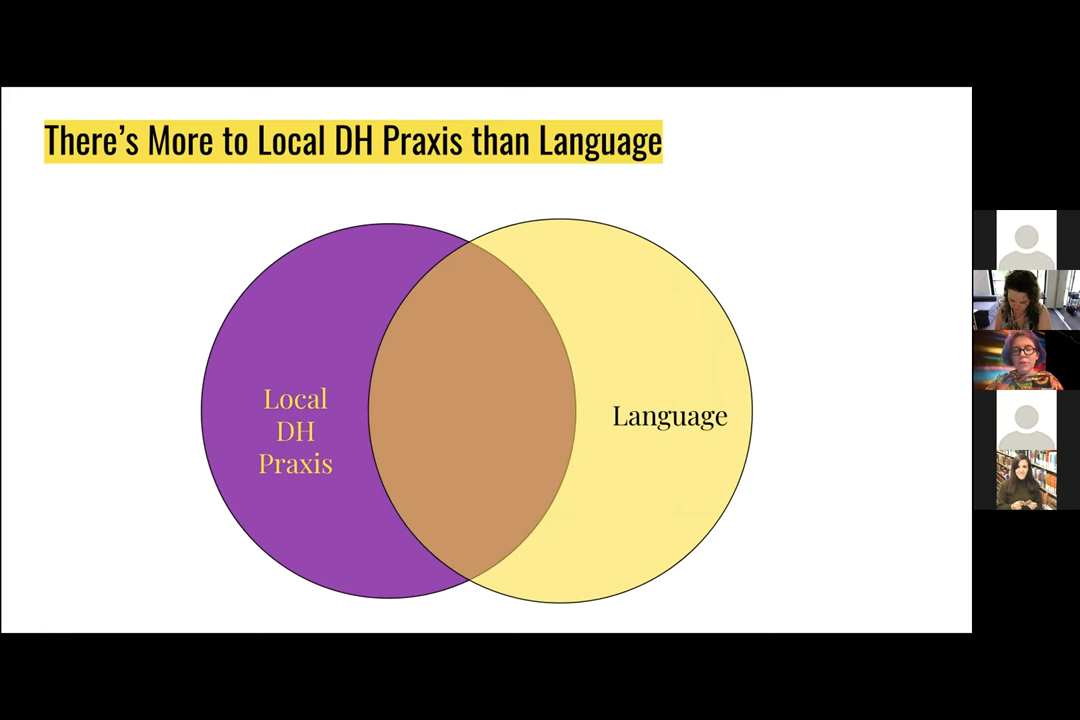 There’s More to Local DH Praxis than Language
Local
DH
Praxis
Language